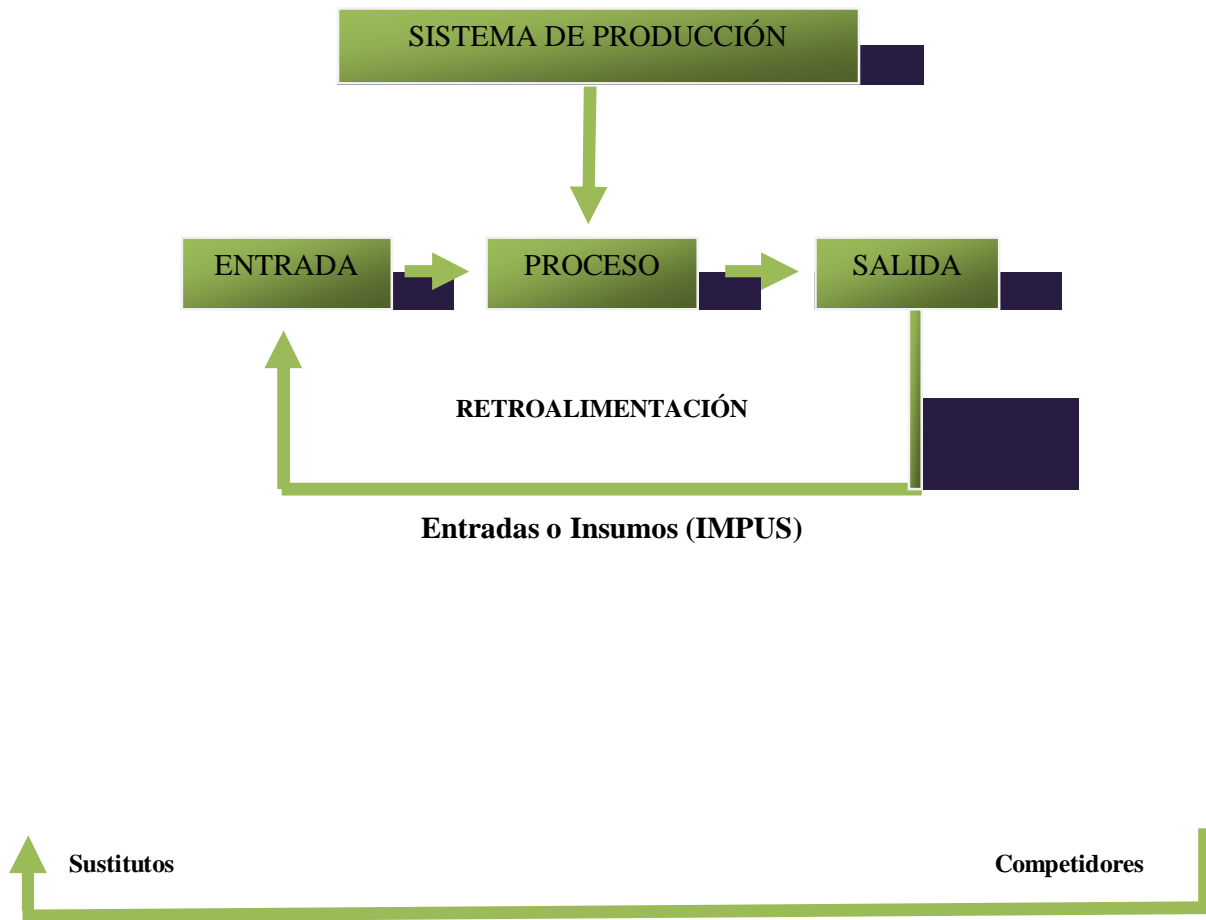 SISTEMA DE PRODUCCIÓN
ENTRADA
PROCESO
SALIDA
RETROALIMENTACIÓN
Entradas o Insumos (IMPUS)
Sustitutos
Competidores